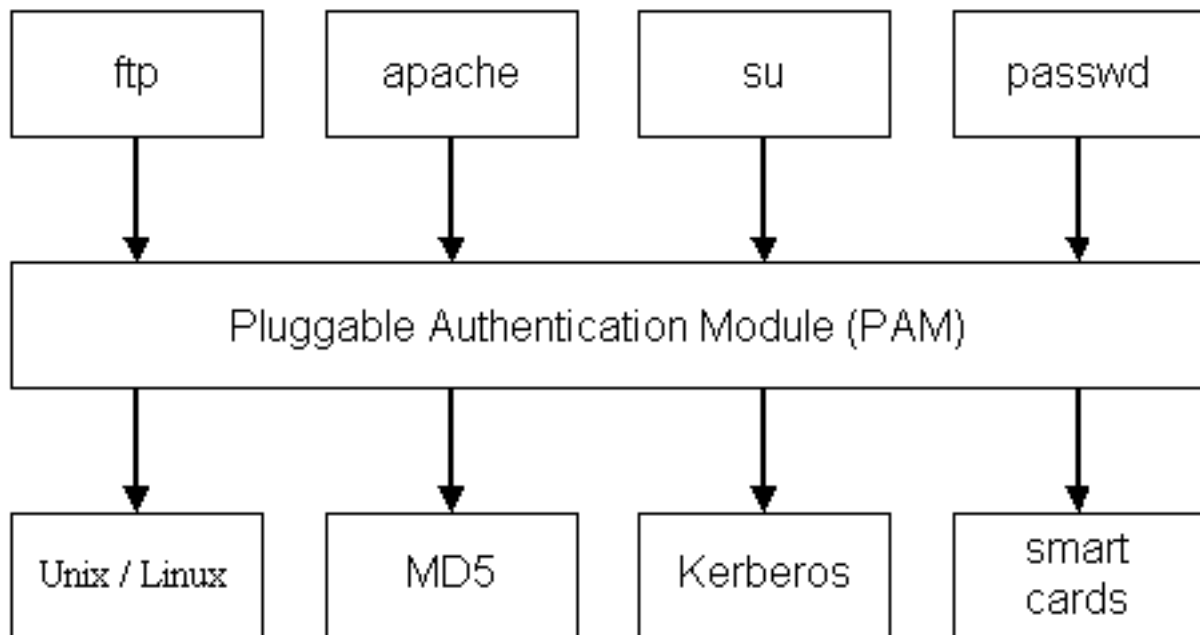 ftp
apache
su
passwd
Pluggable Authentication Module (PAM)
Unix / Linux
MD5
Kerberos
smart
cards